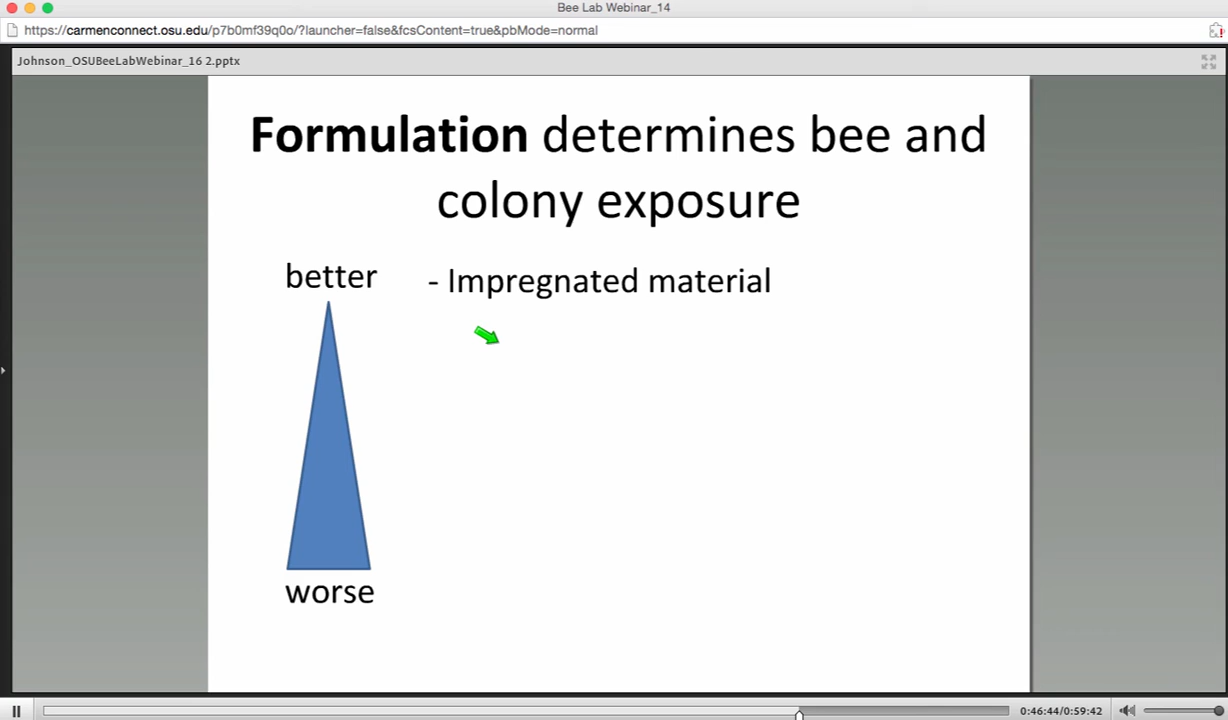 Bee Lab Webinar_14
https://carmenconnect.osu.edu/p7b0mf39q0o/?launcher=false&fcsContent=true&pbMode=normal
Johnson_OSUBeeLabWebinar_16 2.pptx
Formulation determines bee and
colony exposure
better
- Impregnated material
worse
0:46:44/0:59:42